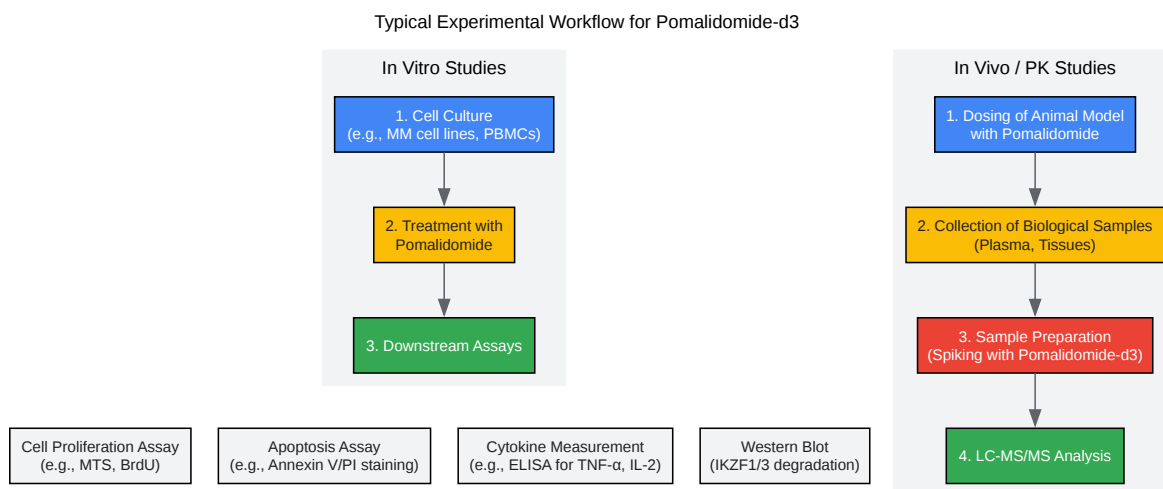 Typical Experimental Workflow for Pomalidomide-d3
In Vitro Studies
1. Cell Culture
(e.g., MM cell lines, PBMCs)
2. Treatment with
Pomalidomide
3. Downstream Assays
In Vivo / PK Studies
1. Dosing of Animal Model
with Pomalidomide
2. Collection of Biological Samples
(Plasma, Tissues)
3. Sample Preparation
(Spiking with Pomalidomide-d3)
4. LC-MS/MS Analysis
Cell Proliferation Assay
(e.g., MTS, BrdU)
Apoptosis Assay
(e.g., Annexin V/PI staining)
Cytokine Measurement
(e.g., ELISA for TNF-α, IL-2)
Western Blot
(IKZF1/3 degradation)